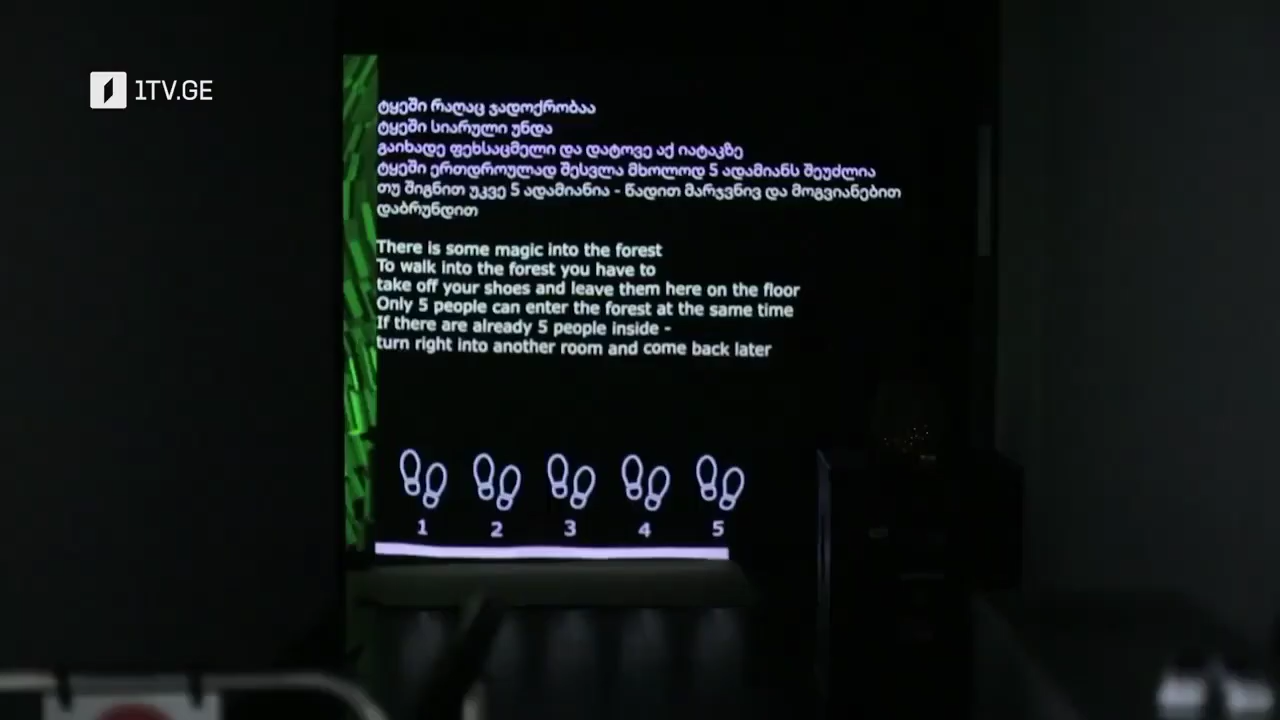 1TV.GE
ტყეში რაღაც ჯადოქრობაა
ტყეში სიარული უნდა
გაიხადე ფეხსაცმელი და დატოვე აქ იატაკზე
ტყეში ერთდროულად შესვლა მხოლოდ 5 ადამიანს შეუძლია
თუ შიგნით უკვე 5 ადამიანია - წადით მარჯვნივ და მოგვიანებით
დაბრუნდით
There is some magic into the forest
To walk into the forest you have to
take off your shoes and leave them here on the floor
Only 5 people can enter the forest at the same time
If there are already 5 people inside -
turn right into another room and come back later
1 2 3 4 5